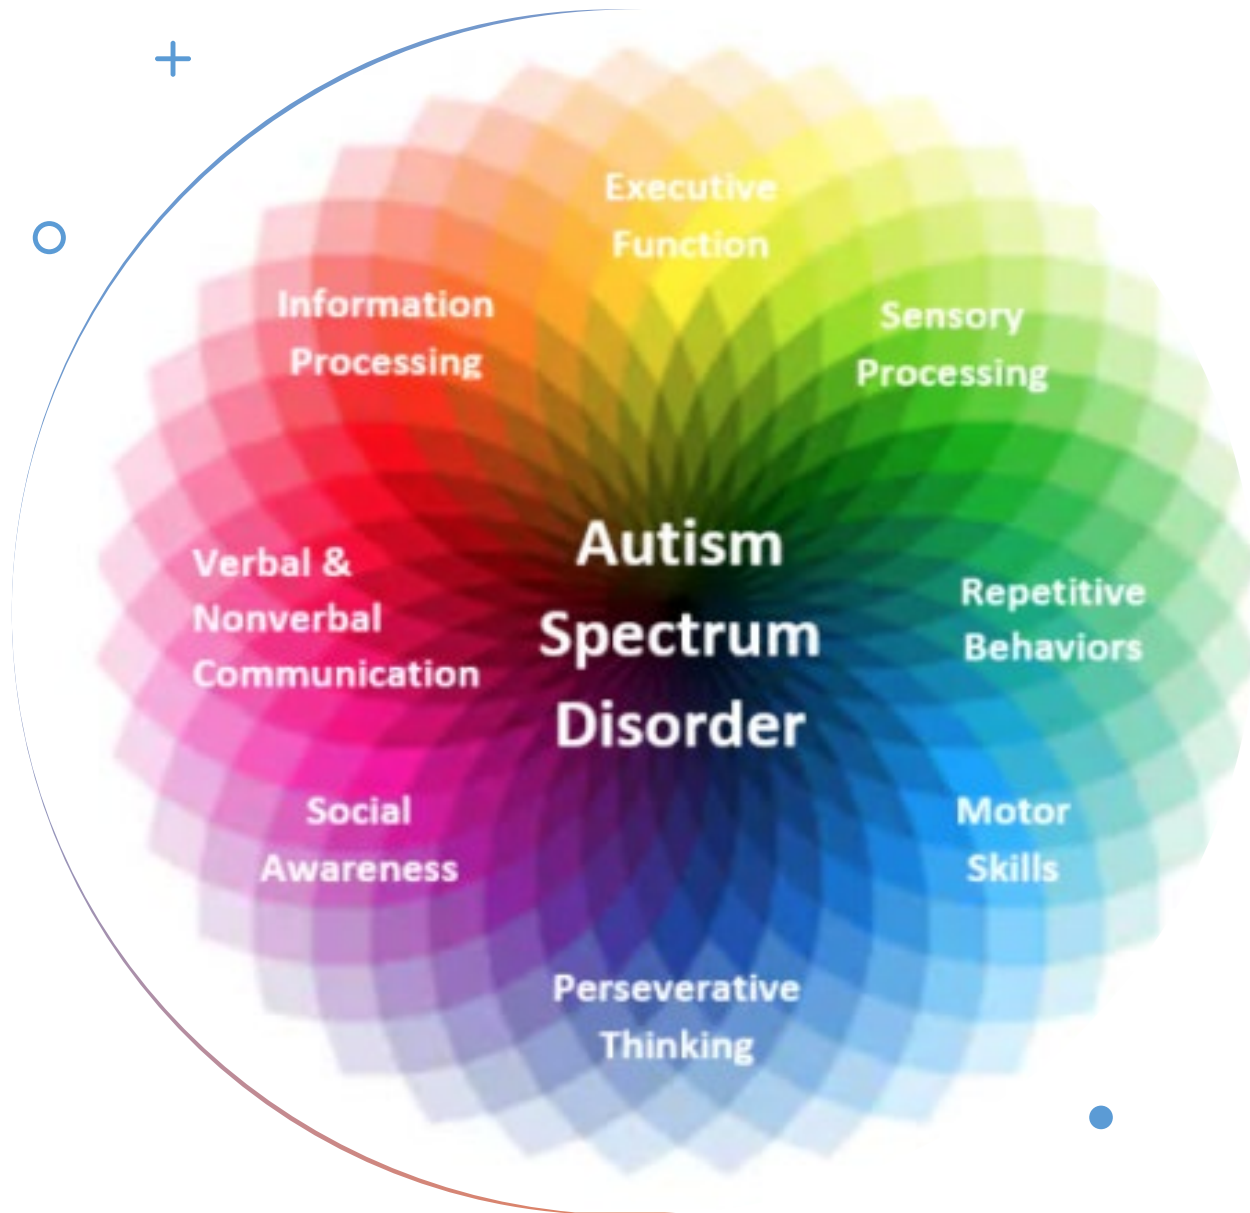 Executive
Function
Information
Processing
Sensory
Processing
Autism
Spectrum
Disorder
Verbal &
Nonverbal
Communication
Repetitive
Behaviors
Social
Awareness
Motor
Skills
Perseverative
Thinking